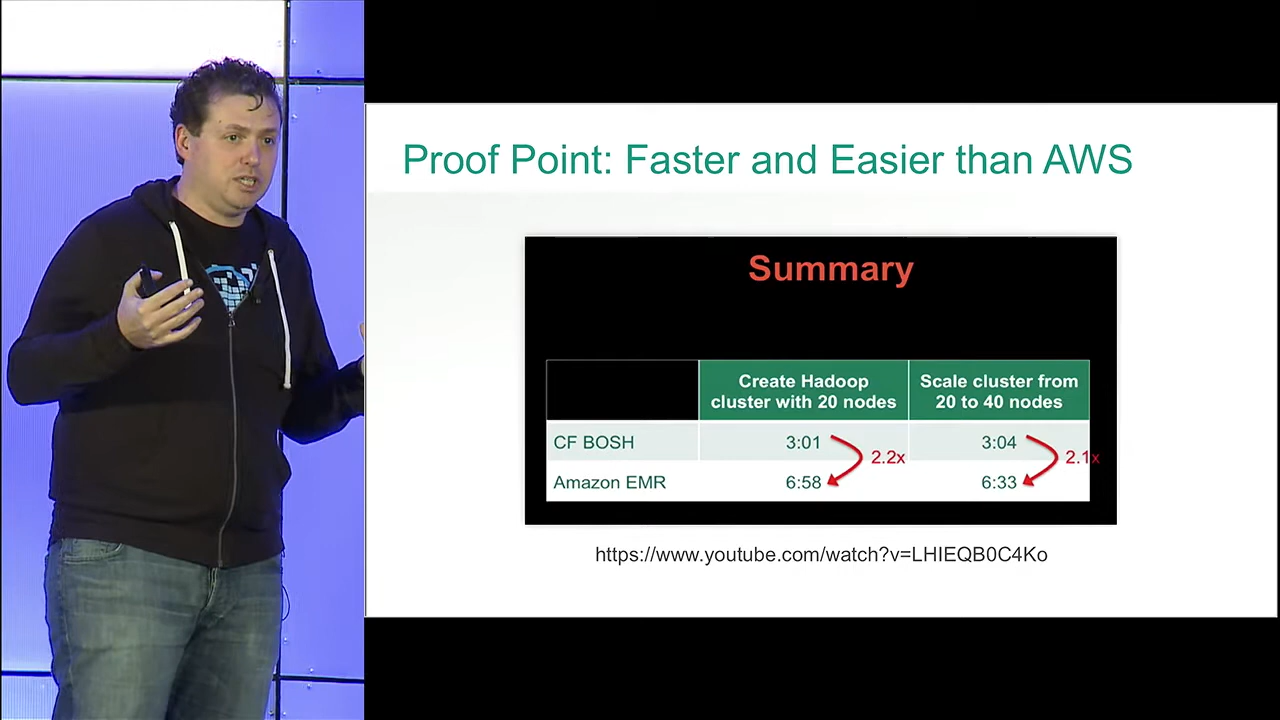 Proof Point: Faster and Easier than AWS
Summary
Create Hadoop
cluster with 20 nodes
Scale cluster from
20 to 40 nodes
CF BOSH
3:01
3:04
2.2x
2.1x
Amazon EMR
6:58
6:33
https://www.youtube.com/watch?v=LHIEQB0C4Ko